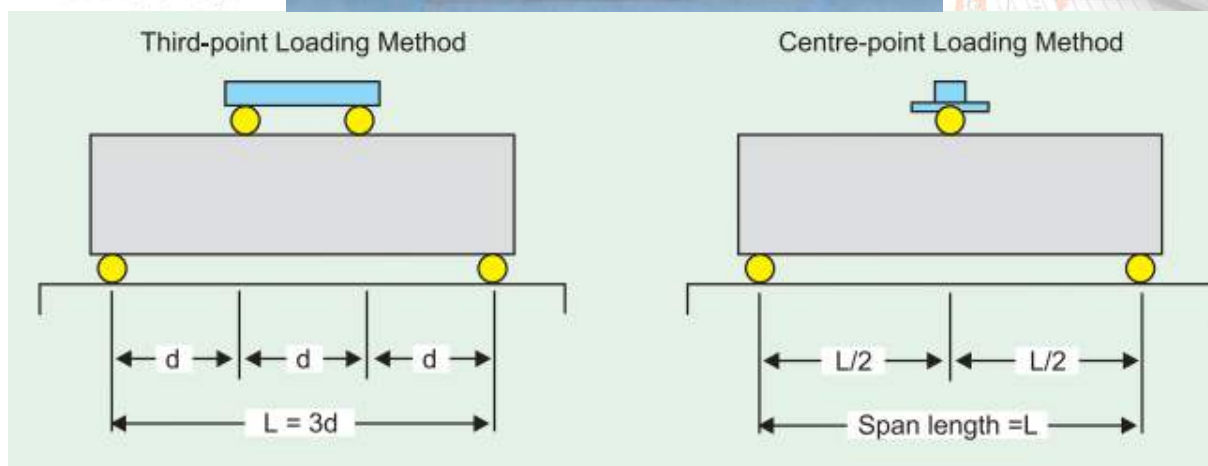 Third-point Loading Method
Centre-point Loading Method
d d d
L = 3d
L/2 L/2
Span length =L